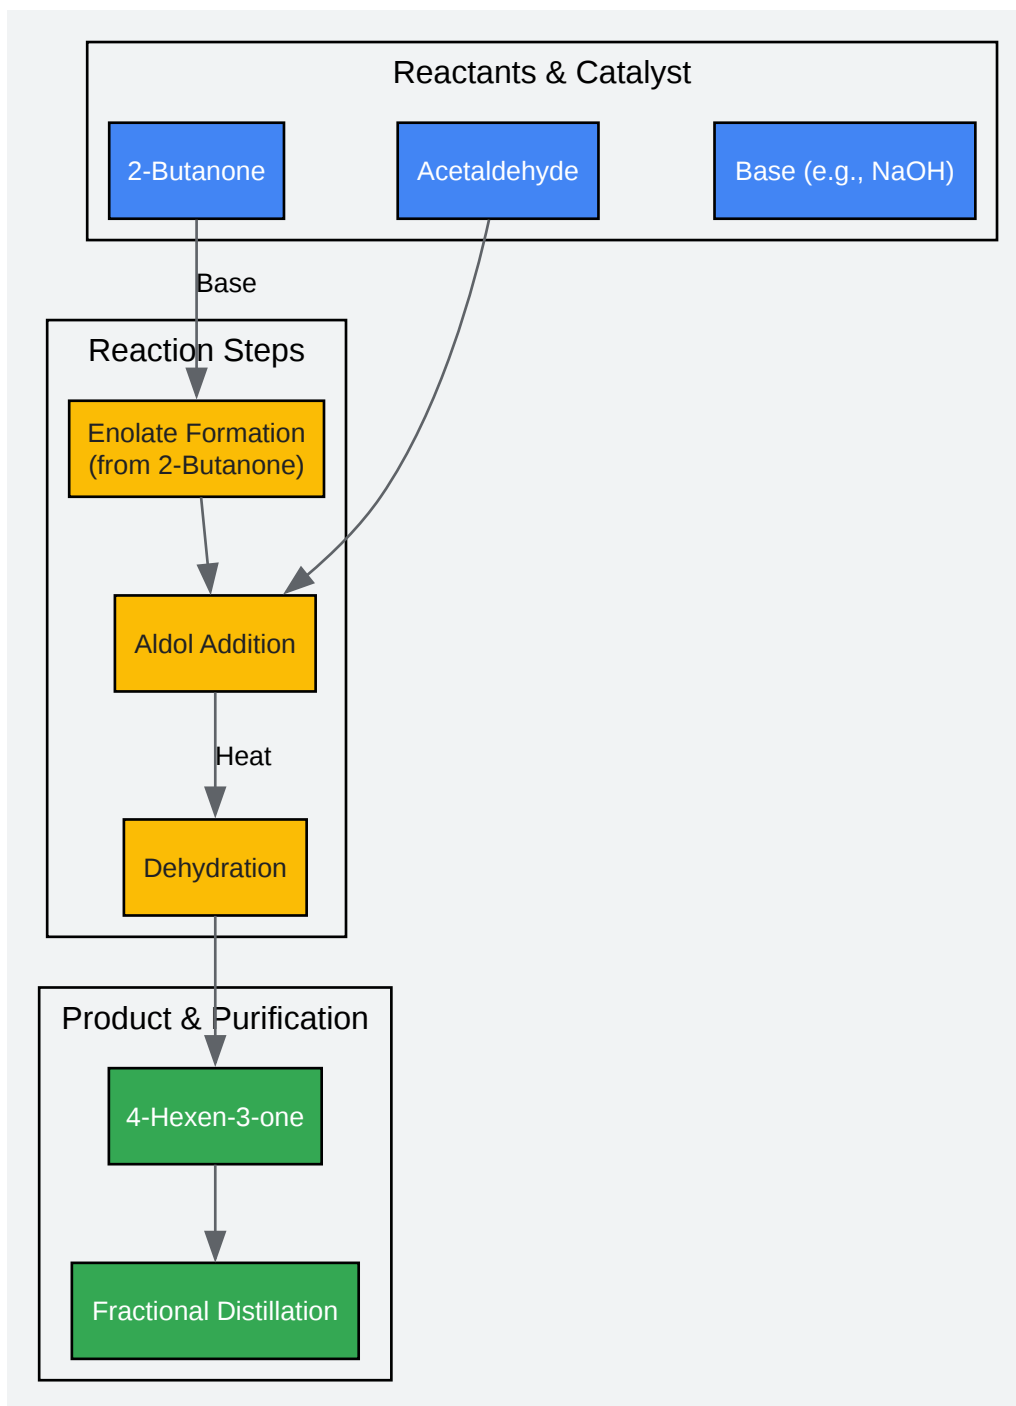 Reactants & Catalyst
2-Butanone
Acetaldehyde
Base (e.g., NaOH)
Base
Reaction Steps
Enolate Formation
(from 2-Butanone)
Aldol Addition
Heat
Dehydration
Product & Purification
4-Hexen-3-one
Fractional Distillation